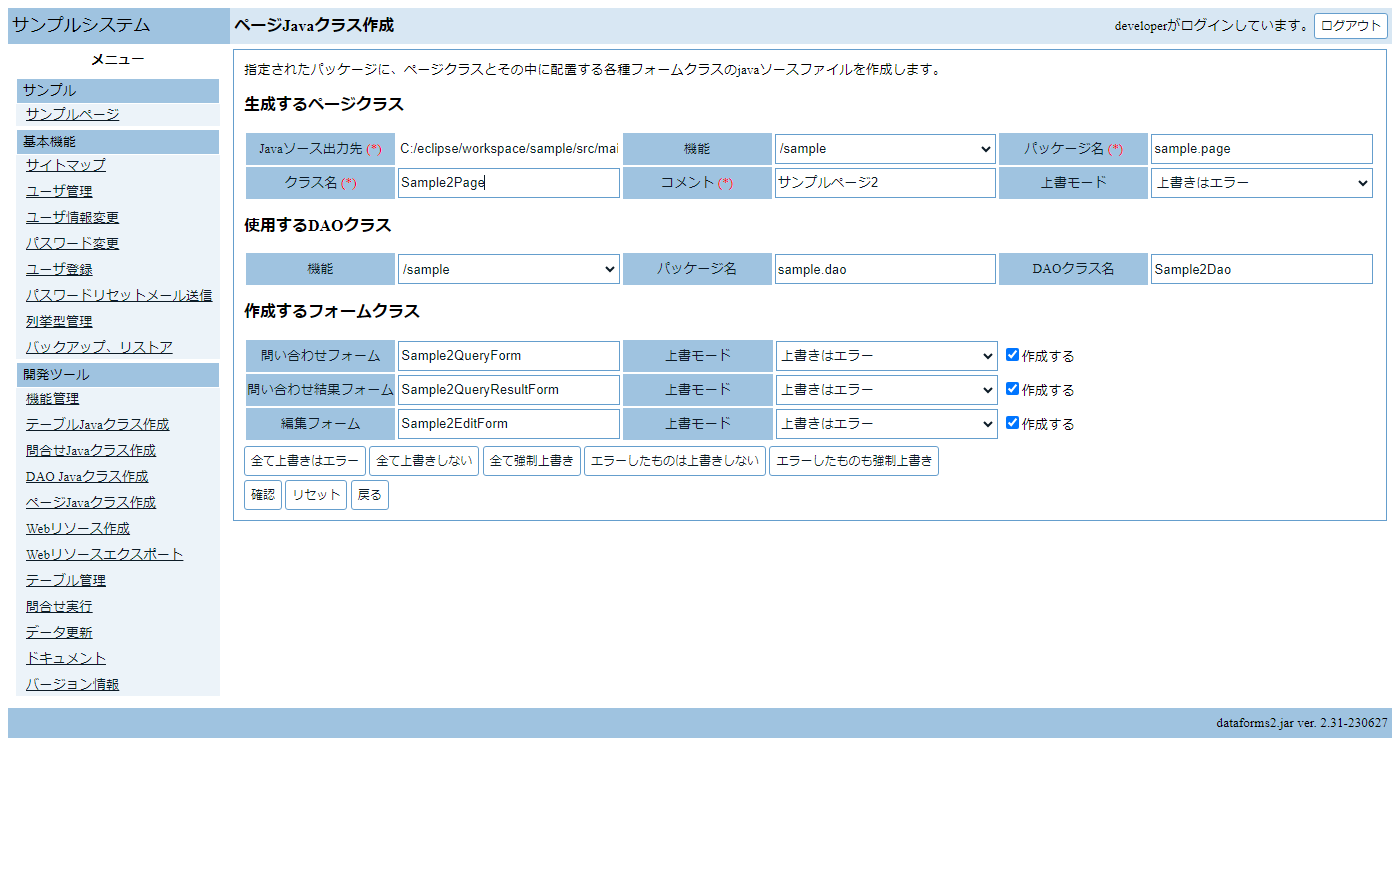 サンプルシステム
ページJavaクラス作成
developerがログインしています。 ログアウト
メニュー
サンプル
サンプルページ
基本機能
サイトマップ
ユーザ管理
ユーザ情報変更
パスワード変更
ユーザ登録
パスワードリセットメール送信
列挙型管理
バックアップ、リストア
開発ツール
機能管理
テーブルJavaクラス作成
問合せJavaクラス作成
DAO Javaクラス作成
ページJavaクラス作成
Webリソース作成
Webリソースエクスポート
テーブル管理
問合せ実行
データ更新
ドキュメント
バージョン情報
指定されたパッケージに、ページクラスとその中に配置する各種フォームクラスのjavaソースファイルを作成します。
生成するページクラス
Javaソース出力先 (*) C:/eclipse/workspace/sample/src/mai 機能 /sample パッケージ名 (*) sample.page
クラス名 (*) Sample2Page コメント (*) サンプルページ2 上書モード 上書きはエラー
使用するDAOクラス
機能 /sample パッケージ名 sample.dao DAOクラス名 Sample2Dao
作成するフォームクラス
問い合わせフォーム Sample2QueryForm 上書モード 上書きはエラー 作成する
問い合わせ結果フォーム Sample2QueryResultForm 上書モード 上書きはエラー 作成する
編集フォーム Sample2EditForm 上書モード 上書きはエラー 作成する
全て上書きはエラー 全て上書きしない 全て強制上書き エラーしたものは上書きしない エラーしたものも強制上書き
確認 リセット 戻る
dataforms2.jar ver. 2.31-230627